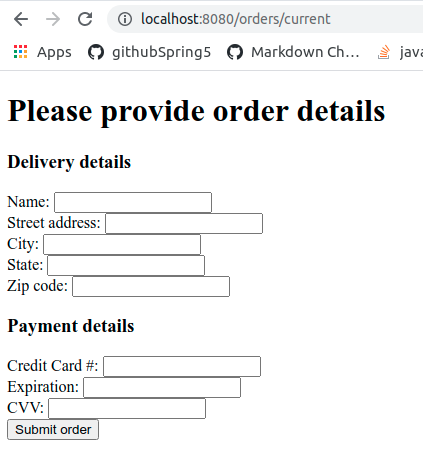 localhost:8080/orders/current
Apps githubSpring5 Markdown Ch... java
Please provide order details
Delivery details
Name:
Street address:
City:
State:
Zip code:
Payment details
Credit Card #:
Expiration:
CVV:
Submit order